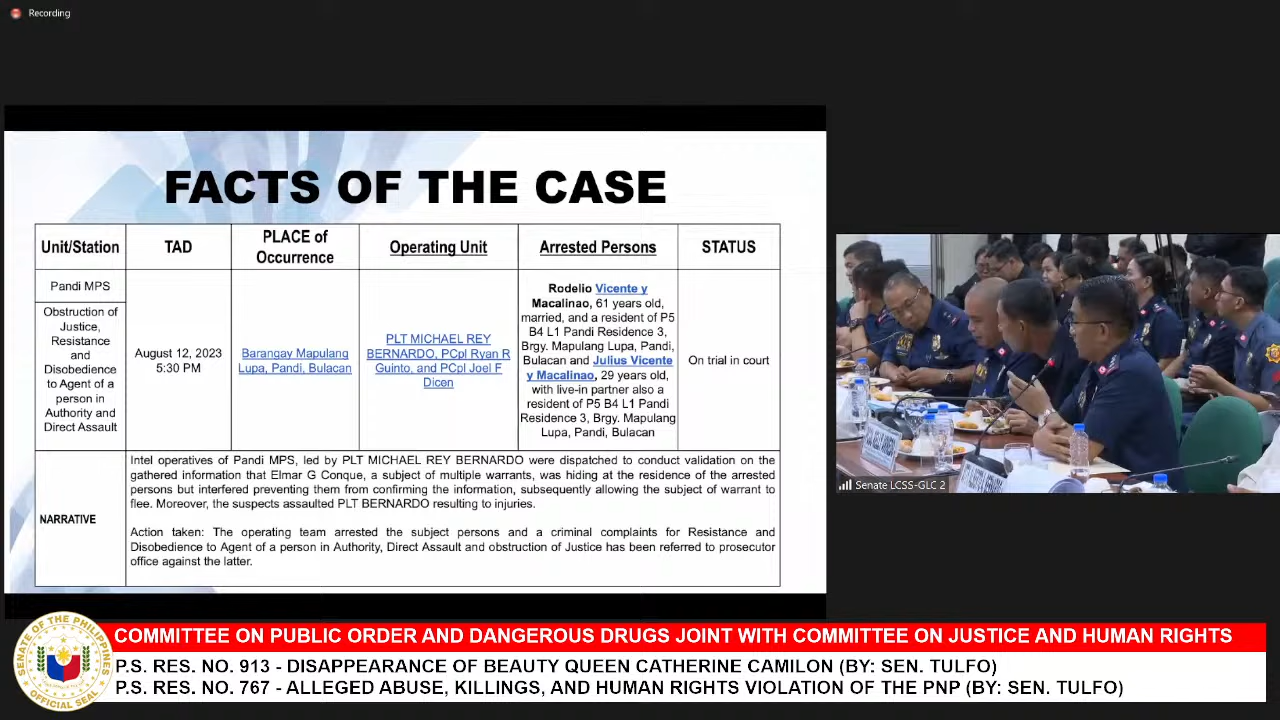 Recording
FACTS OF THE CASE
Unit/Station
TAD
PLACE of
Occurrence
Operating Unit
Arrested Persons
STATUS
Pandi MPS
Obstruction of
Justice,
Resistance
and
Disobedience
to Agent of a
person in
Authority and
Direct Assault
August 12, 2023
5:30 PM
Barangay Mapulang
Lupa, Pandi, Bulacan
PLT MICHAEL REY
BERNARDO, PCpl Ryan R
Guinto, and PCpl Joel F
Dicen
Rodelio Vicente y
Macalinao, 61 years old,
married, and a resident of P5
B4 L1 Pandi Residence 3,
Brgy. Mapulang Lupa, Pandi,
Bulacan and Julius Vicente
y Macalinao, 29 years old,
with live-in partner also a
resident of P5 B4 L1 Pandi
Residence 3, Brgy. Mapulang
Lupa, Pandi, Bulacan
On trial in court
NARRATIVE
Intel operatives of Pandi MPS, led by PLT MICHAEL REY BERNARDO were dispatched to conduct validation on the
gathered information that Elmar G Conque, a subject of multiple warrants, was hiding at the residence of the arrested
persons but interfered preventing them from confirming the information, subsequently allowing the subject of warrant to
flee. Moreover, the suspects assaulted PLT BERNARDO resulting to injuries.
Action taken: The operating team arrested the subject persons and a criminal complaints for Resistance and
Disobedience to Agent of a person in Authority, Direct Assault and obstruction of Justice has been referred to prosecutor
office against the latter.
Senate LCSS-GLC 2
SENATE OF THE PHILIPPINES
OFFICIAL SEAL
COMMITTEE ON PUBLIC ORDER AND DANGEROUS DRUGS JOINT WITH COMMITTEE ON JUSTICE AND HUMAN RIGHTS
P.S. RES. NO. 913 - DISAPPEARANCE OF BEAUTY QUEEN CATHERINE CAMILON (BY: SEN. TULFO)
P.S. RES. NO. 767 - ALLEGED ABUSE, KILLINGS, AND HUMAN RIGHTS VIOLATION OF THE PNP (BY: SEN. TULFO)